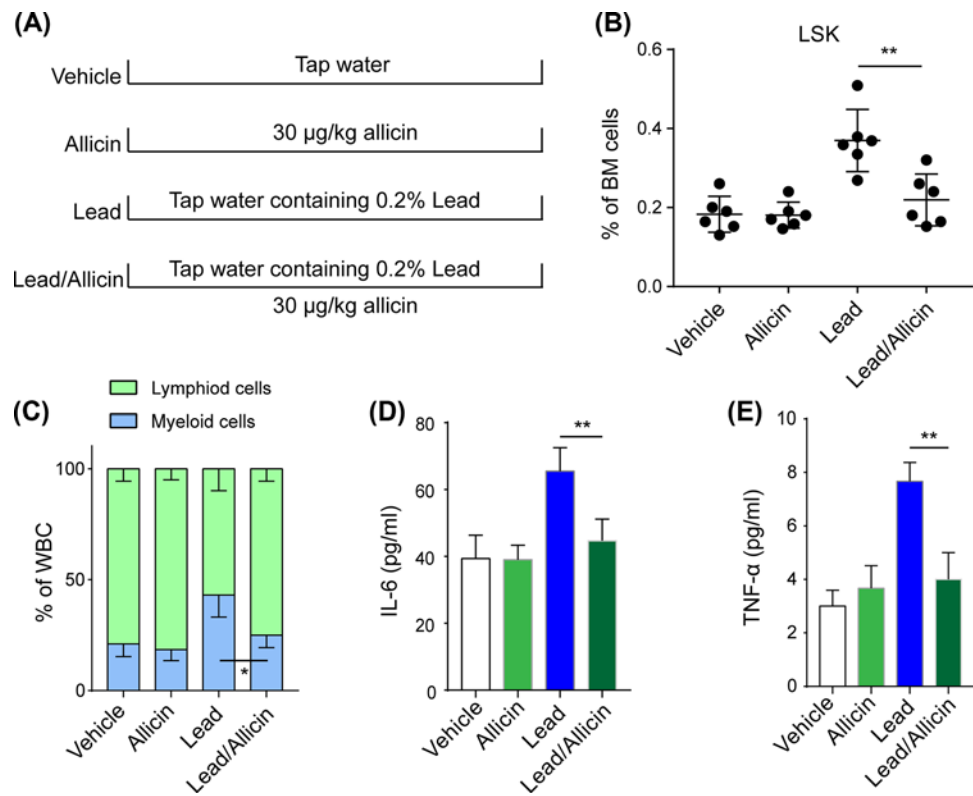 (A)
Vehicle
Tap water
Allicin
30 µg/kg allicin
Lead
Tap water containing 0.2% Lead
Lead/Allicin
Tap water containing 0.2% Lead
30 µg/kg allicin
(B)
LSK
% of BM cells
0.6
0.4
0.2
0.0
**
Vehicle
Allicin
Lead
Lead/Allicin
(C)
Lymphiod cells
Myeloid cells
% of WBC
100
50
0
*
Vehicle
Allicin
Lead
Lead/Allicin
(D)
IL-6 (pg/ml)
80
60
40
20
0
**
Vehicle
Allicin
Lead
Lead/Allicin
(E)
TNF-α (pg/ml)
10
8
6
4
2
0
**
Vehicle
Allicin
Lead
Lead/Allicin